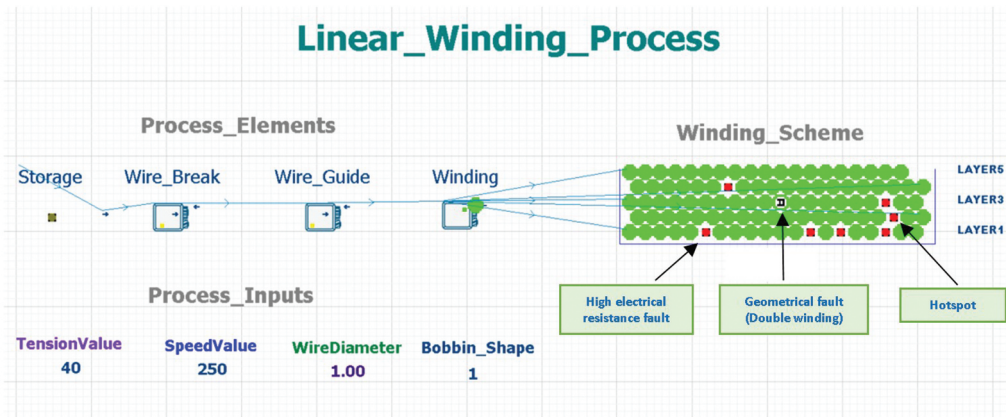 Linear_Winding_Process
Process_Elements
Winding_Scheme
Storage
Wire_Break
Wire_Guide
Winding
LAYER5
LAYER3
LAYER1
R
High electrical
resistance fault
Geometrical fault
(Double winding)
Hotspot
Process_Inputs
TensionValue
SpeedValue
WireDiameter
Bobbin_Shape
40
250
1.00
1